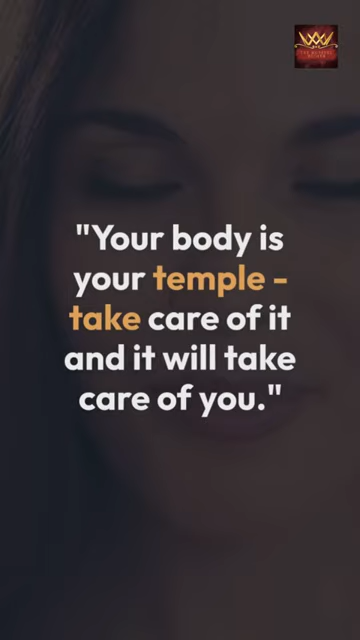 "Your body is
your temple -
take care of it
and it will take
care of you."